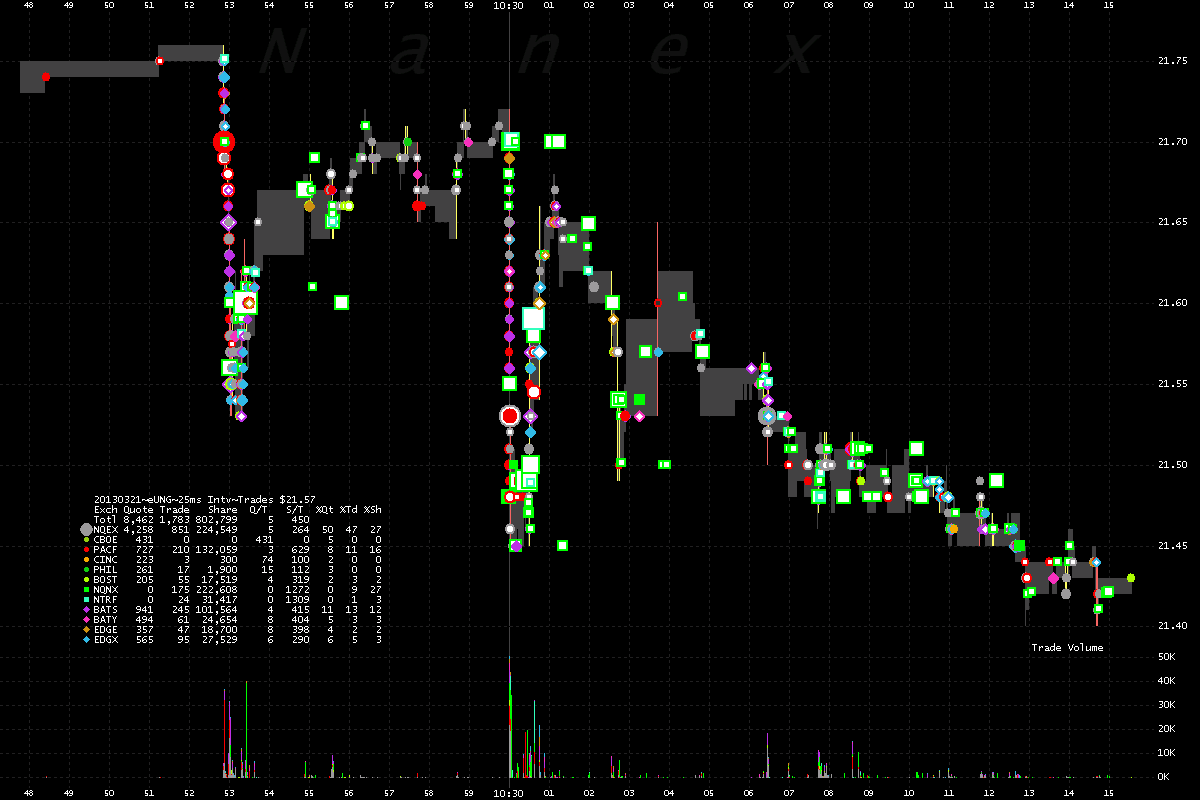 48 49 50 51 52 53 54 55 56 57 58 59 10:30 01 02 03 04 05 06 07 08 09 10 11 12 13 14 15
Nanex
21.75
21.70
21.65
21.60
21.55
21.50
21.45
21.40
20130321~eUNG~25ms Intv~Trades $21.57
Exch Quote Trade Share Q/T S/T XQt XTd XSh
Totl 8,462 1,783 802,799 5 450
NQEX 4,258 851 224,549 5 264 50 47 27
CBOE 431 0 0 431 0 5 0 0
PACF 727 210 132,059 3 629 8 11 16
CINC 223 3 300 74 100 2 0 0
PHIL 261 17 1,900 15 112 3 0 0
BOST 205 55 17,519 4 319 2 3 2
NQNX 0 175 222,608 0 1272 0 9 27
NTRF 0 24 31,417 0 1309 0 1 3
BATS 941 245 101,564 4 415 11 13 12
BATY 494 61 24,654 8 404 5 3 3
EDGE 357 47 18,700 8 398 4 2 2
EDGX 565 95 27,529 6 290 6 5 3
Trade Volume
50K
40K
30K
20K
10K
0K
48 49 50 51 52 53 54 55 56 57 58 59 10:30 01 02 03 04 05 06 07 08 09 10 11 12 13 14 15